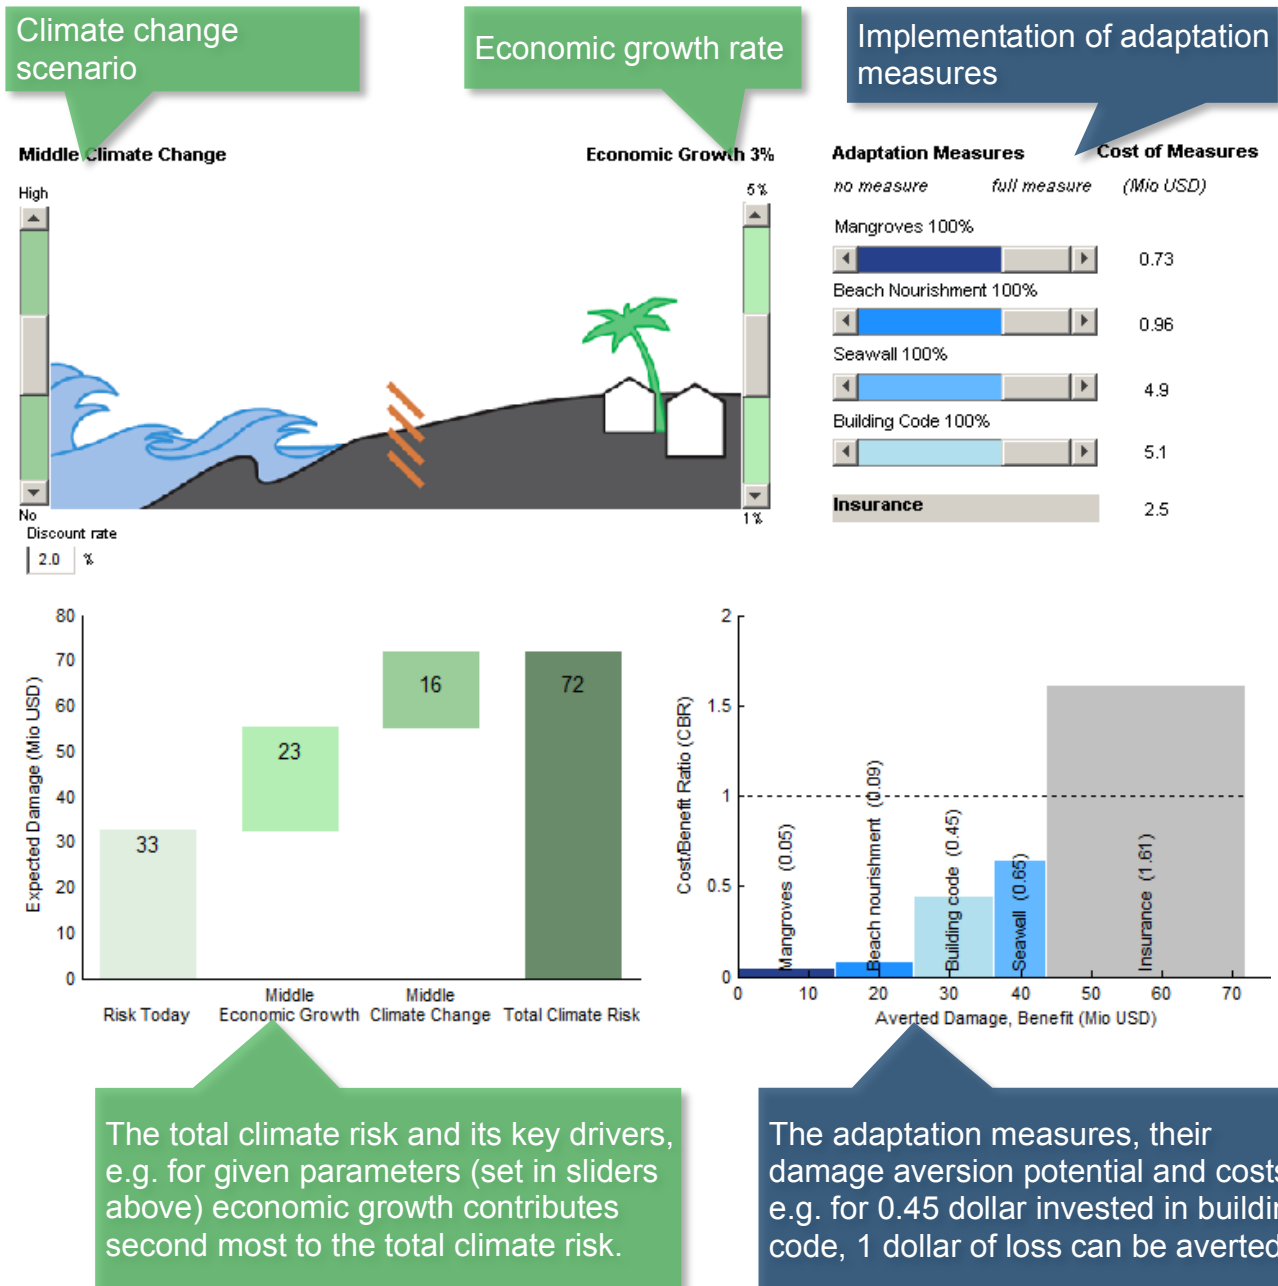 Climate change
scenario
Economic growth rate
Implementation of adaptation
measures
Middle Climate Change
Economic Growth 3%
Adaptation Measures
Cost of Measures
High
5 %
no measure
full measure
(Mio USD)
Mangroves 100%
0.73
Beach Nourishment 100%
0.96
Seawall 100%
4.9
Building Code 100%
5.1
Insurance
2.5
No
1 %
Discount rate
2.0 %
80
70
60
50
40
30
20
10
0
Expected Damage (Mio USD)
33
23
16
72
Risk Today
Middle
Economic Growth
Middle
Climate Change
Total Climate Risk
2
1.5
1
0.5
0
Cost/Benefit Ratio (CBR)
Mangroves (0.05)
Beach nourishment (0.09)
Building code (0.45)
Seawall (0.65)
Insurance (1.61)
0 10 20 30 40 50 60 70
Averted Damage, Benefit (Mio USD)
The total climate risk and its key drivers,
e.g. for given parameters (set in sliders
above) economic growth contributes
second most to the total climate risk.
The adaptation measures, their
damage aversion potential and costs
e.g. for 0.45 dollar invested in buildin
code, 1 dollar of loss can be averted